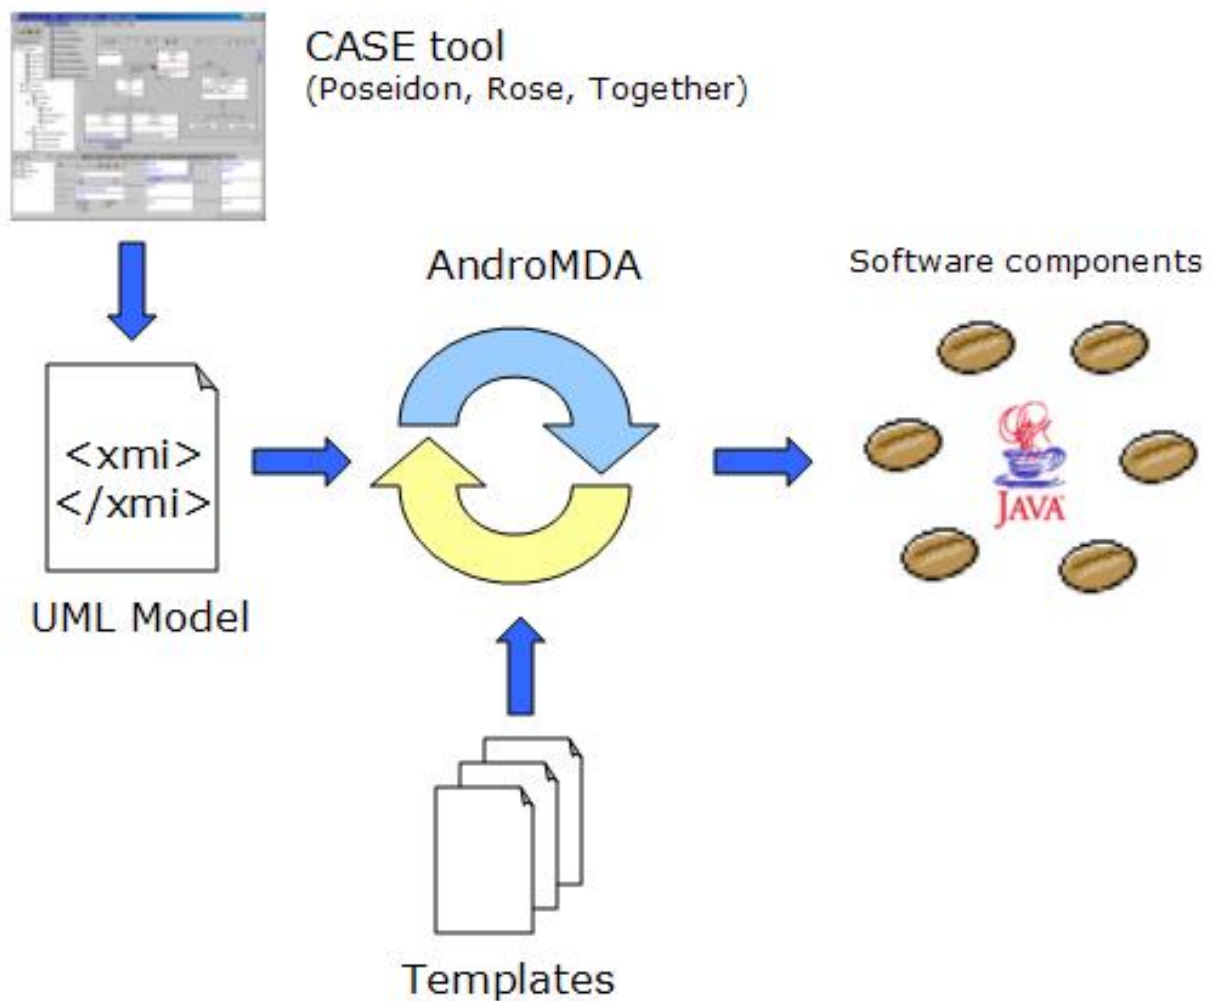 CASE tool
(Poseidon, Rose, Together)
AndroMDA
Software components
<xmi>
</xmi>
JAVA
UML Model
Templates